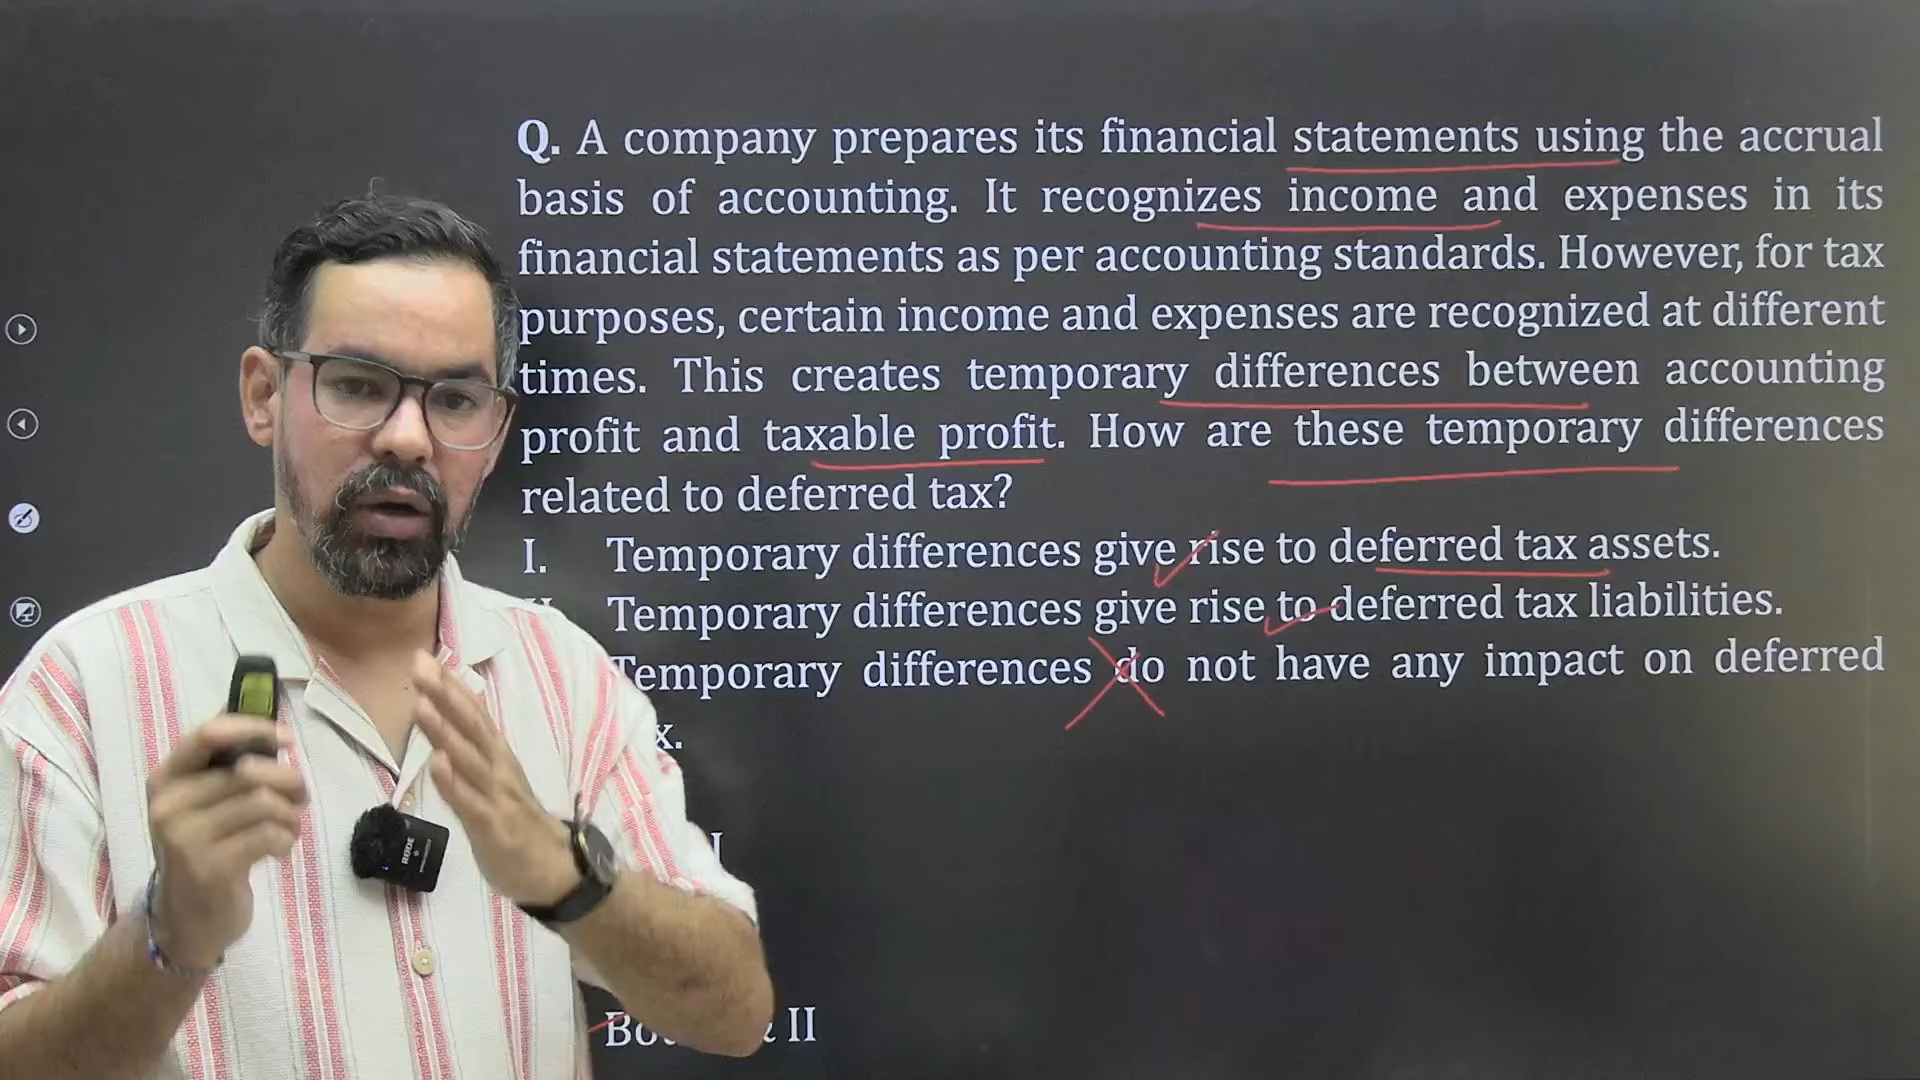 Q. A company prepares its financial statements using the accrual
basis of accounting. It recognizes income and expenses in its
financial statements as per accounting standards. However, for tax
purposes, certain income and expenses are recognized at different
times. This creates temporary differences between accounting
profit and taxable profit. How are these temporary differences
related to deferred tax?
I. Temporary differences give rise to deferred tax assets.
Temporary differences give rise to deferred tax liabilities.
Temporary differences do not have any impact on deferred
RODE
II